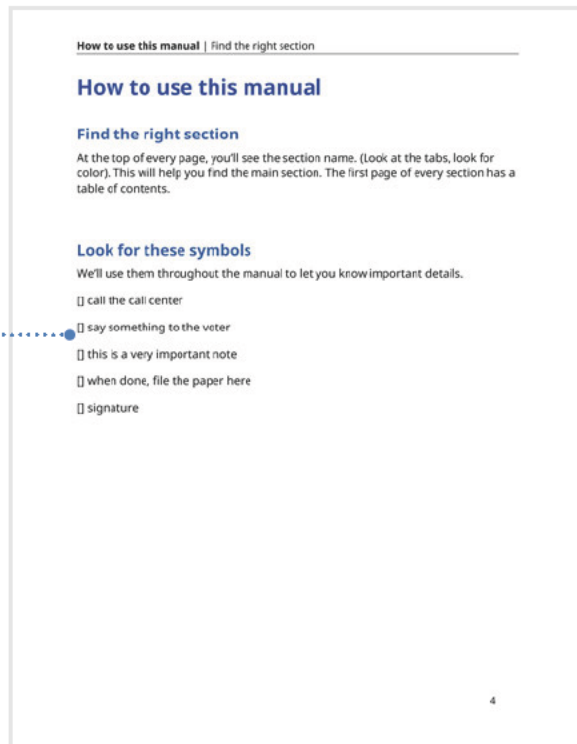 How to use this manual | Find the right section
How to use this manual
Find the right section
At the top of every page, you'll see the section name. (Look at the tabs, look for
color). This will help you find the main section. The first page of every section has a
table of contents.
Look for these symbols
We'll use them throughout the manual to let you know important details.
[] call the call center
[] say something to the voter
[] this is a very important note
[] when done, file the paper here
[] signature
4